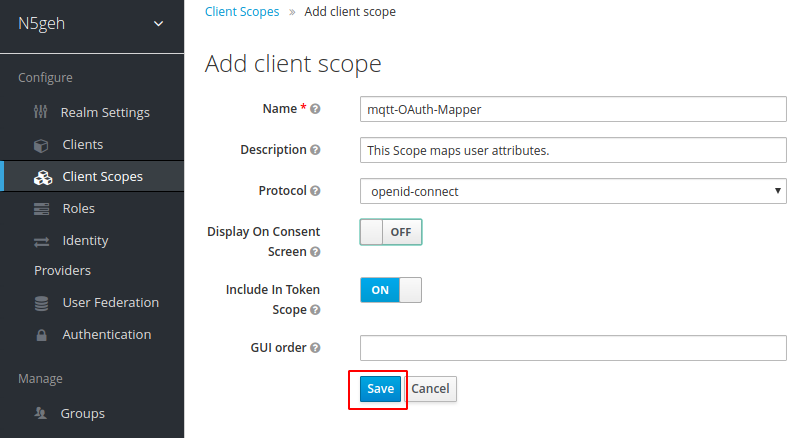 N5geh
Configure
Realm Settings
Clients
Client Scopes
Roles
Identity
Providers
User Federation
Authentication
Manage
Groups
Client Scopes » Add client scope
Add client scope
Name * mqtt-OAuth-Mapper
Description This Scope maps user attributes.
Protocol openid-connect
Display On Consent
Screen OFF
Include In Token
Scope ON
GUI order
Save Cancel